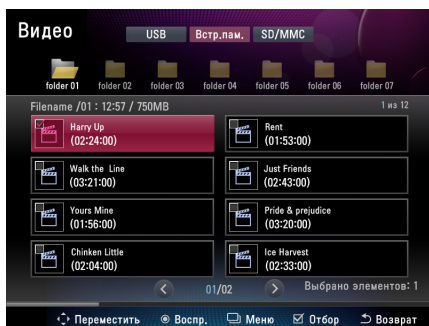 Видео
USB Встр.пам. SD/MMC
folder 01 folder 02 folder 03 folder 04 folder 05 folder 06 folder 07
Filename /01 : 12:57 / 750MB 1 из 12
Harry Up
(02:24:00)
Rent
(01:53:00)
Walk the Line
(03:21:00)
Just Friends
(02:43:00)
Yours Mine
(01:56:00)
Pride & prejudice
(03:20:00)
Chinken Little
(02:04:00)
Ice Harvest
(02:33:00)
01/02 Выбрано элементов: 1
Переместить Воспр. Меню Отбор Возврат